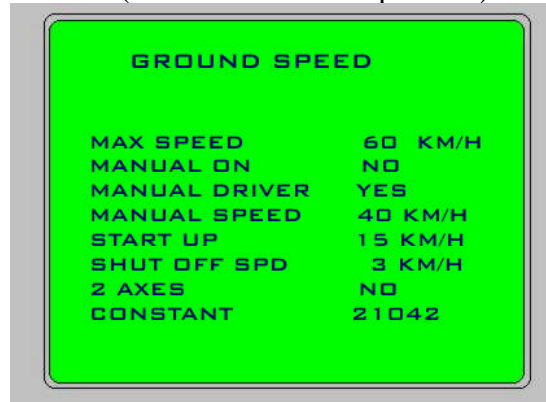 GROUND SPEED
MAX SPEED 60 KM/H
MANUAL ON NO
MANUAL DRIVER YES
MANUAL SPEED 40 KM/H
START UP 15 KM/H
SHUT OFF SPD 3 KM/H
2 AXES NO
CONSTANT 21042